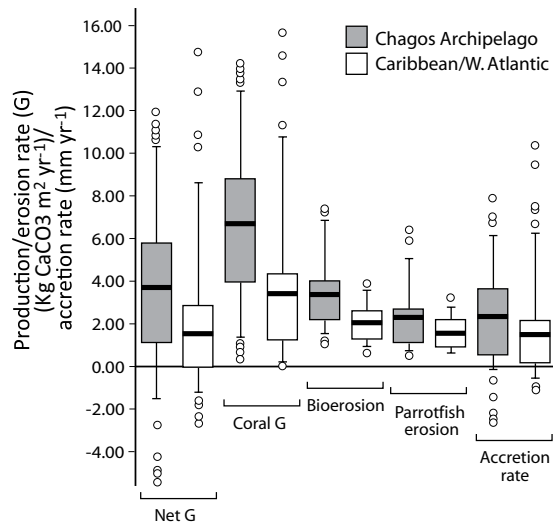 16.00
14.00
12.00
10.00
8.00
6.00
4.00
2.00
0.00
-2.00
-4.00
Production/erosion rate (G)
(Kg CaCO3 m² yr⁻¹)/
accretion rate (mm yr⁻¹)
Chagos Archipelago
Caribbean/W. Atlantic
Net G
Coral G
Bioerosion
Parrotfish
erosion
Accretion
rate